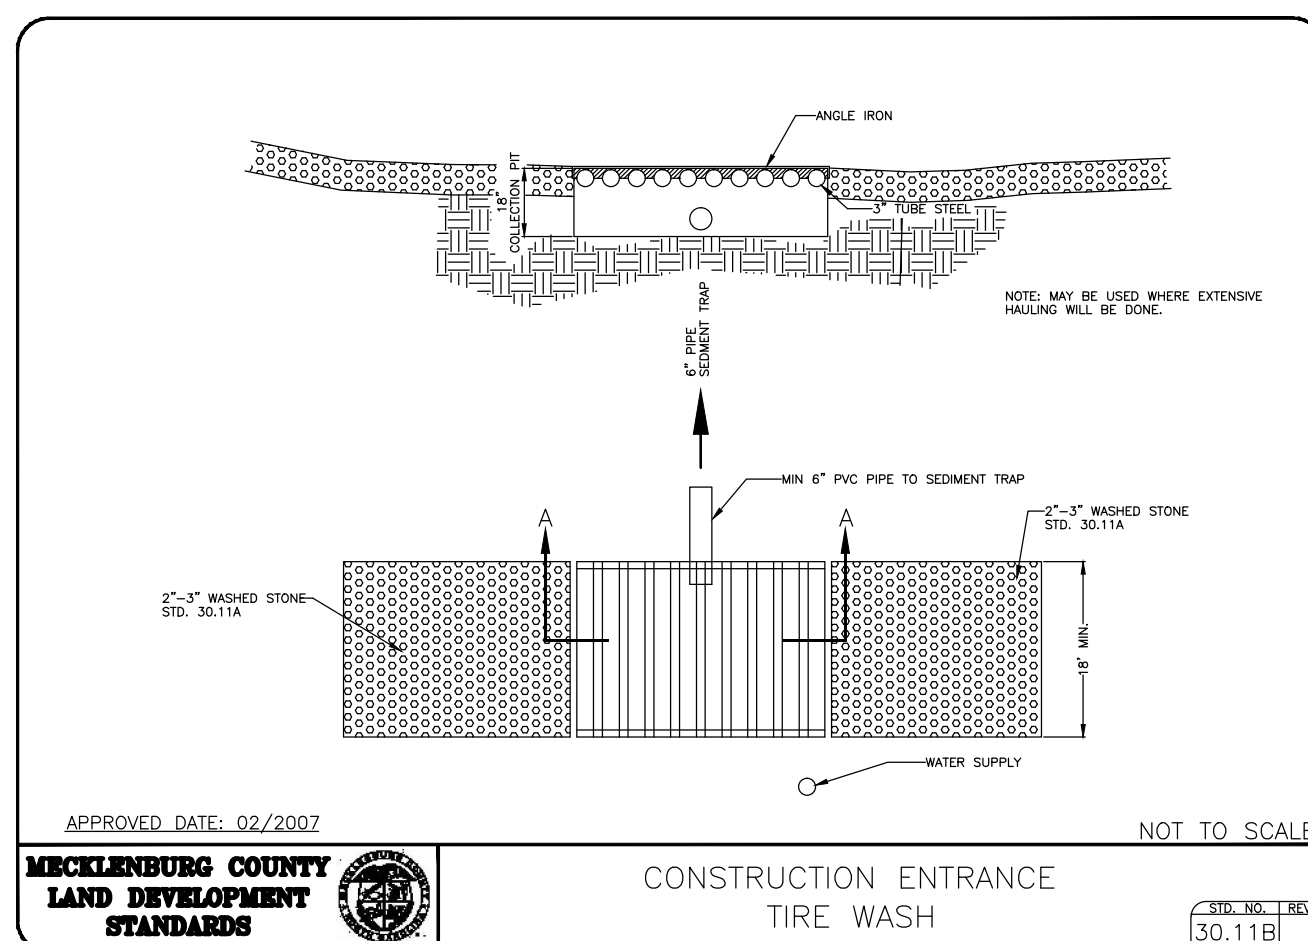 ANGLE IRON
18"
COLLECTION PIT
3" TUBE STEEL
NOTE: MAY BE USED WHERE EXTENSIVE
HAULING WILL BE DONE.
6" PIPE
SEDMENT TRAP
MIN 6" PVC PIPE TO SEDIMENT TRAP
A
A
2"-3" WASHED STONE
STD. 30.11A
2"-3" WASHED STONE
STD. 30.11A
18' MIN.
WATER SUPPLY
APPROVED DATE: 02/2007
NOT TO SCALE
MECKLENBURG COUNTY
LAND DEVELOPMENT
STANDARDS
CONSTRUCTION ENTRANCE
TIRE WASH
STD. NO. REV
30.11B